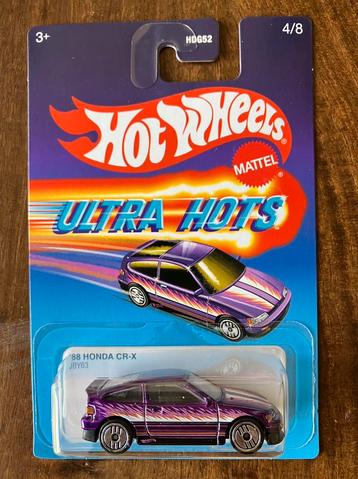 3+
HDG52
4/8
Hot Wheels
MATTEL
ULTRA HOTS
'88 HONDA CR-X
JBY63